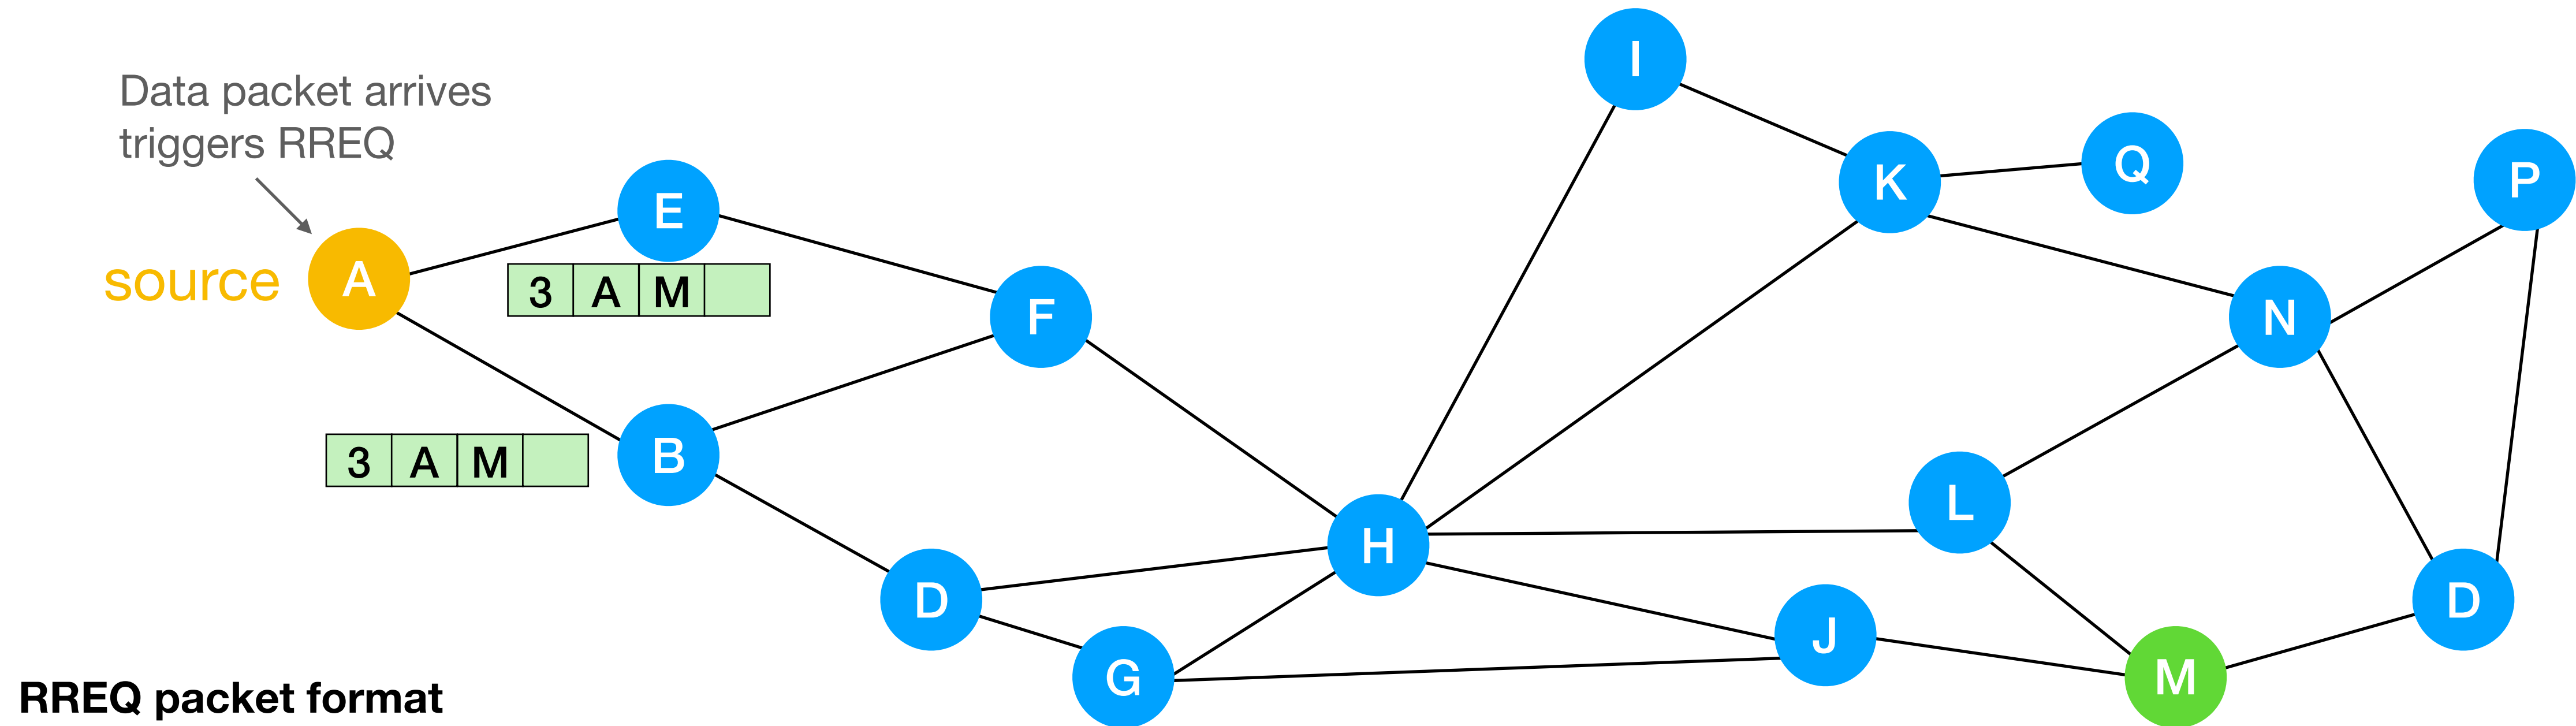 Data packet arrives
triggers RREQ
I
Q
P
K
E
source
A
3 A M
F
N
B
3 A M
L
H
D
D
J
G
M
RREQ packet format